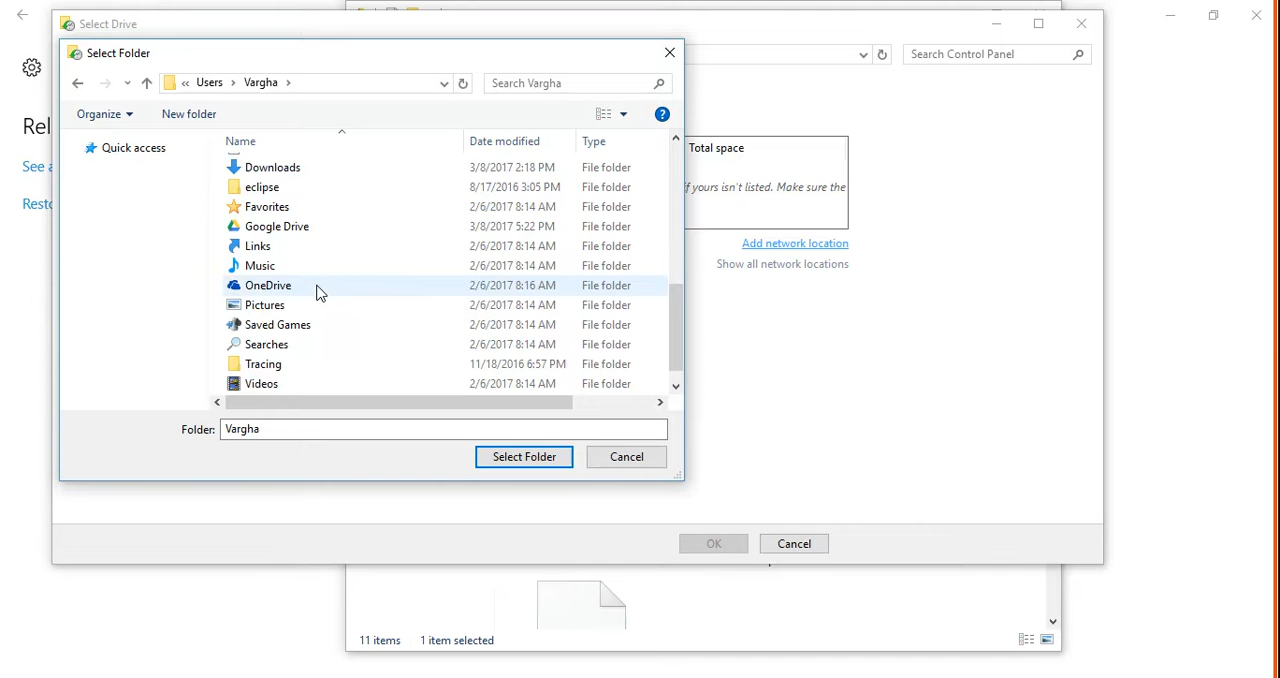 Select Drive
Select Folder
« Users > Vargha >
Search Vargha
Search Control Panel
Organize
New folder
Quick access
Name
Date modified
Type
Total space
Downloads 3/8/2017 2:18 PM File folder
eclipse 8/17/2016 3:05 PM File folder
f yours isn't listed. Make sure the
Favorites 2/6/2017 8:14 AM File folder
Google Drive 3/8/2017 5:22 PM File folder
Links 2/6/2017 8:14 AM File folder
Add network location
Music 2/6/2017 8:14 AM File folder
Show all network locations
OneDrive 2/6/2017 8:16 AM File folder
Pictures 2/6/2017 8:14 AM File folder
Saved Games 2/6/2017 8:14 AM File folder
Searches 2/6/2017 8:14 AM File folder
Tracing 11/18/2016 6:57 PM File folder
Videos 2/6/2017 8:14 AM File folder
Folder: Vargha
Select Folder
Cancel
OK
Cancel
11 items
1 item selected
Rel
See a
Resto